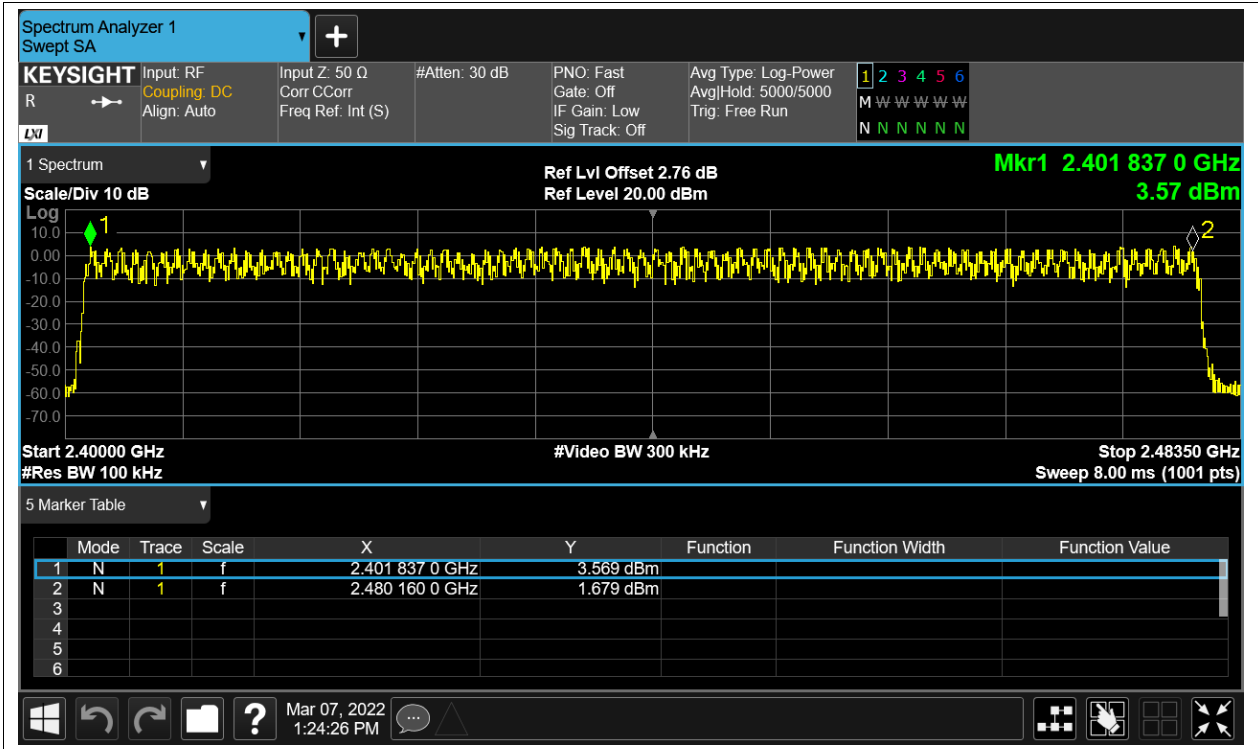 Spectrum Analyzer 1
Swept SA
+
KEYSIGHT
R
LXI
Input: RF
Coupling: DC
Align: Auto
Input Z: 50 Ω
Corr CCorr
Freq Ref: Int (S)
#Atten: 30 dB
PNO: Fast
Gate: Off
IF Gain: Low
Sig Track: Off
Avg Type: Log-Power
Avg|Hold: 5000/5000
Trig: Free Run
1 2 3 4 5 6
M W W W W W
N N N N N N
1 Spectrum
Scale/Div 10 dB
Ref Lvl Offset 2.76 dB
Ref Level 20.00 dBm
Mkr1 2.401 837 0 GHz
3.57 dBm
Log
10.0
0.00
-10.0
-20.0
-30.0
-40.0
-50.0
-60.0
-70.0
1
2
Start 2.40000 GHz
#Res BW 100 kHz
#Video BW 300 kHz
Stop 2.48350 GHz
Sweep 8.00 ms (1001 pts)
5 Marker Table
Mode Trace Scale X Y Function Function Width Function Value
1 N 1 f 2.401 837 0 GHz 3.569 dBm
2 N 1 f 2.480 160 0 GHz 1.679 dBm
3
4
5
6
?
Mar 07, 2022
1:24:26 PM